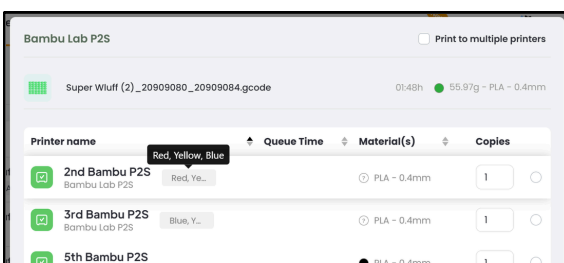 Bambu Lab P2S
Print to multiple printers
Super Wluff (2)_20909080_20909084.gcode
01:48h
55.97g - PLA - 0.4mm
Printer name
Queue Time
Material(s)
Copies
Red, Yellow, Blue
2nd Bambu P2S
Bambu Lab P2S
Red, Ye...
? PLA - 0.4mm
1
3rd Bambu P2S
Bambu Lab P2S
Blue, Y...
? PLA - 0.4mm
1
5th Bambu P2S
PLA - 0.4mm
1